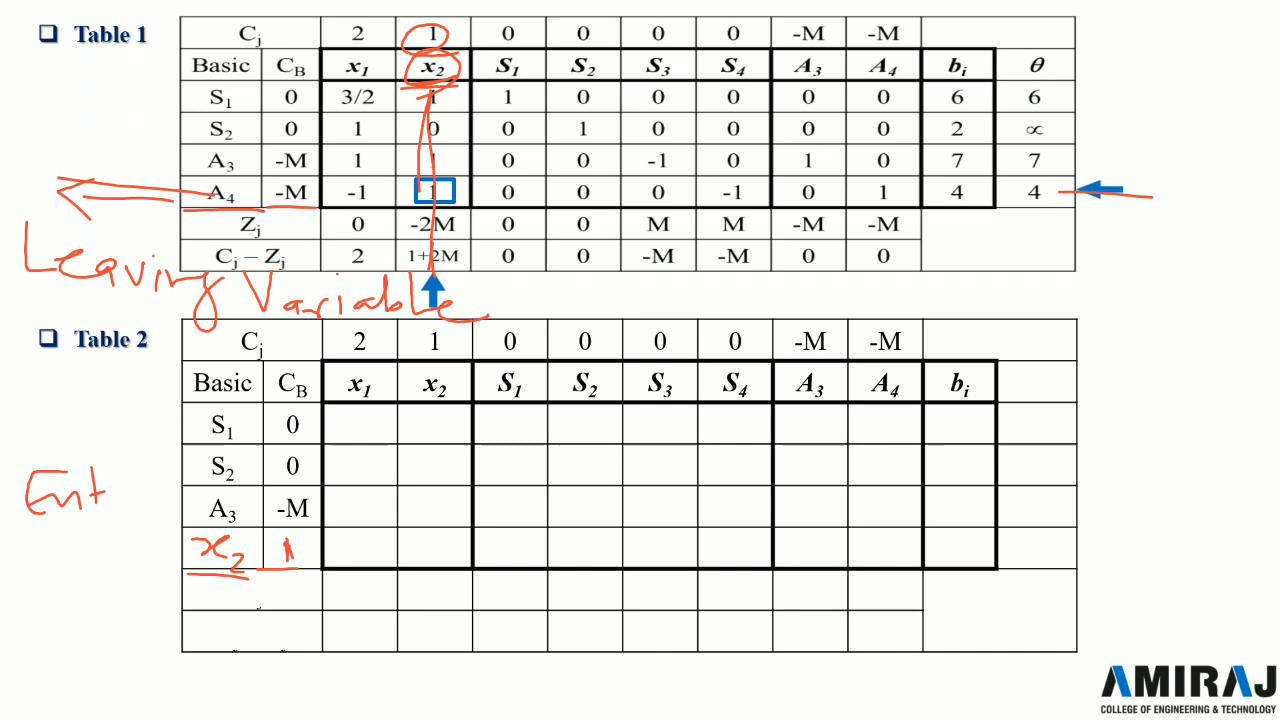 ❑ Table 1
Cj 2 1 0 0 0 0 -M -M
Basic CB x1 x2 S1 S2 S3 S4 A3 A4 bi θ
S1 0 3/2 1 1 0 0 0 0 0 6 6
S2 0 1 0 0 1 0 0 0 0 2 ∝
A3 -M 1 1 0 0 -1 0 1 0 7 7
A4 -M -1 1 0 0 0 -1 0 1 4 4
Zj 0 -2M 0 0 M M -M -M
Cj – Zj 2 1+2M 0 0 -M -M 0 0
Leaving Variable
❑ Table 2
Cj 2 1 0 0 0 0 -M -M
Basic CB x1 x2 S1 S2 S3 S4 A3 A4 bi
S1 0
S2 0
Ent
A3 -M
x2 1
AMIRAJ
COLLEGE OF ENGINEERING & TECHNOLOGY